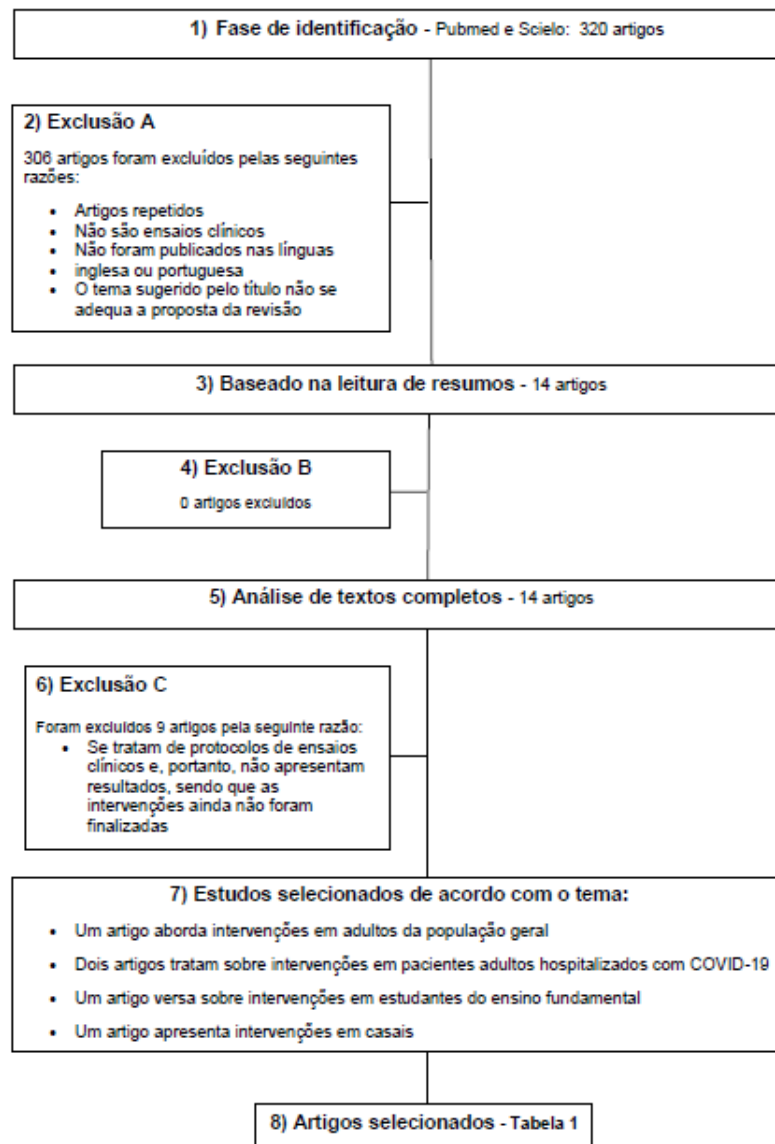 1) Fase de identificação - Pubmed e Scielo: 320 artigos
2) Exclusão A
306 artigos foram excluídos pelas seguintes
razões:
• Artigos repetidos
• Não são ensaios clínicos
• Não foram publicados nas línguas
• inglesa ou portuguesa
• O tema sugerido pelo título não se
adequa a proposta da revisão
3) Baseado na leitura de resumos - 14 artigos
4) Exclusão B
0 artigos excluídos
5) Análise de textos completos - 14 artigos
6) Exclusão C
Foram excluídos 9 artigos pela seguinte razão:
• Se tratam de protocolos de ensaios
clínicos e, portanto, não apresentam
resultados, sendo que as
intervenções ainda não foram
finalizadas
7) Estudos selecionados de acordo com o tema:
• Um artigo aborda intervenções em adultos da população geral
• Dois artigos tratam sobre intervenções em pacientes adultos hospitalizados com COVID-19
• Um artigo versa sobre intervenções em estudantes do ensino fundamental
• Um artigo apresenta intervenções em casais
8) Artigos selecionados - Tabela 1